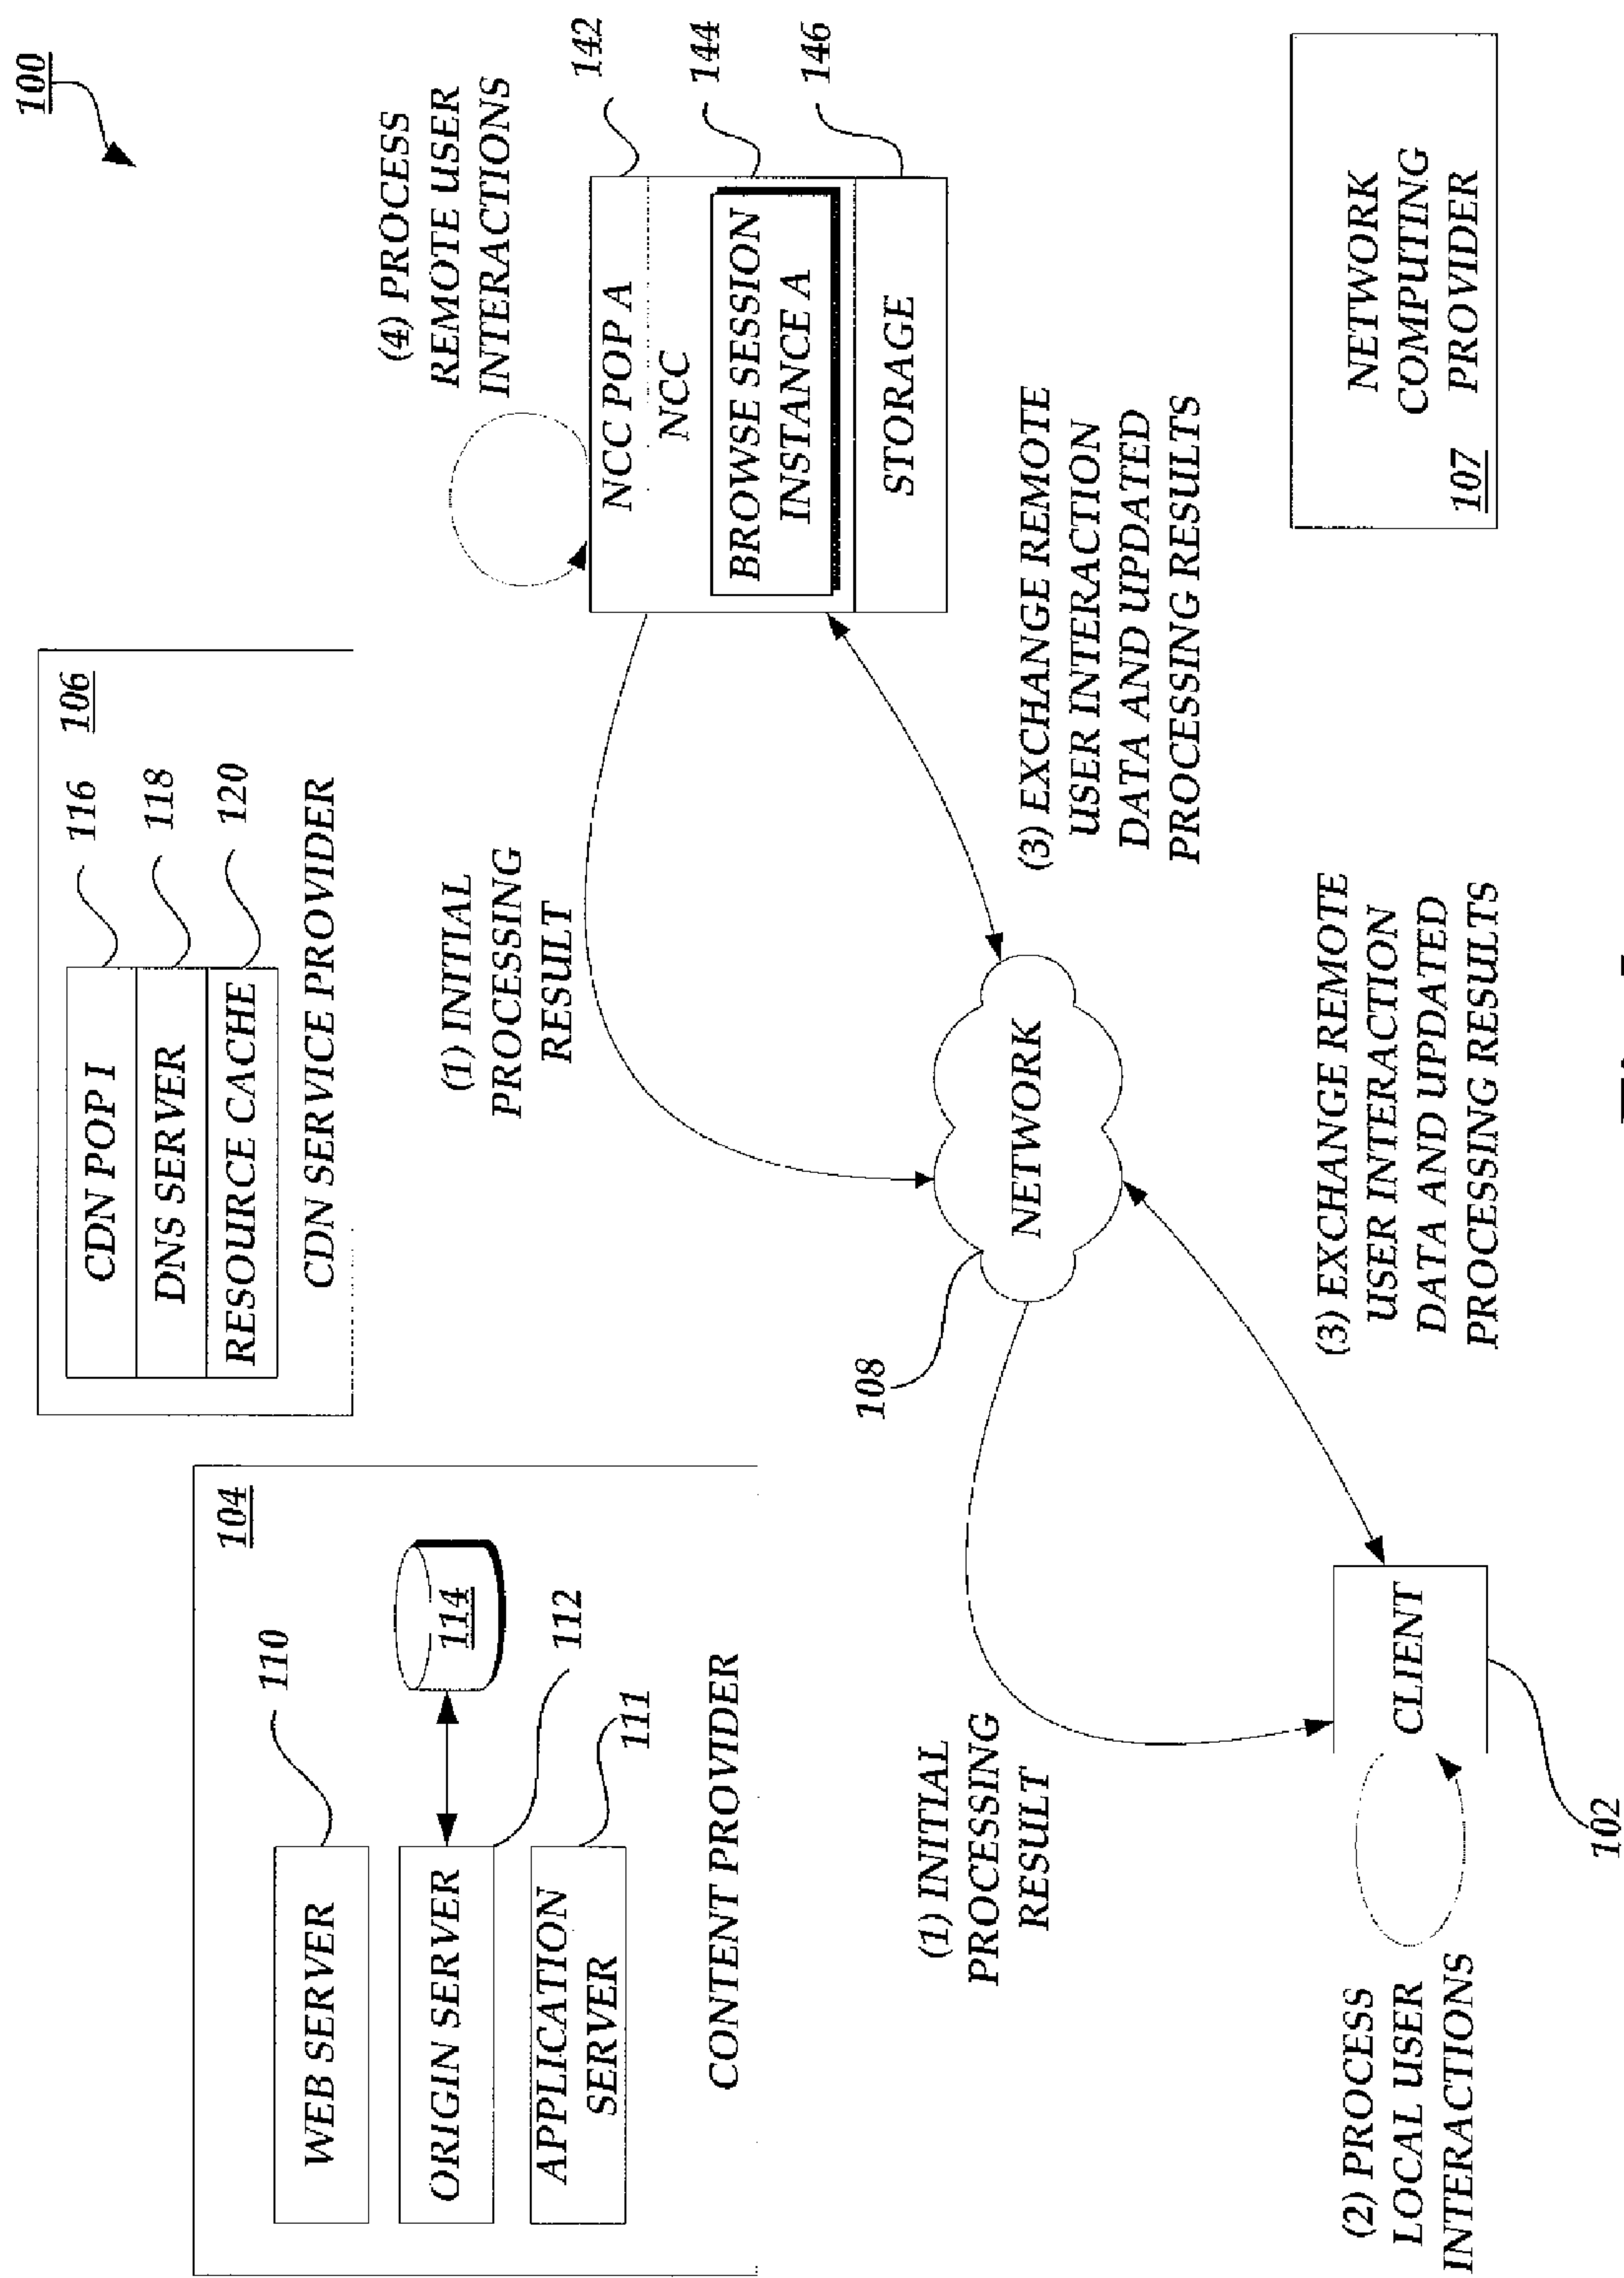 100
104
WEB SERVER
110
ORIGIN SERVER
114
112
APPLICATION
SERVER
111
CONTENT PROVIDER
106
CDN POP 1
116
DNS SERVER
118
RESOURCE CACHE
120
CDN SERVICE PROVIDER
(4) PROCESS
REMOTE USER
INTERACTIONS
NCC POP A
142
NCC
BROWSE SESSION
INSTANCE A
144
STORAGE
146
(1) INITIAL
PROCESSING
RESULT
108
NETWORK
(3) EXCHANGE REMOTE
USER INTERACTION
DATA AND UPDATED
PROCESSING RESULTS
(1) INITIAL
PROCESSING
RESULT
CLIENT
102
(2) PROCESS
LOCAL USER
INTERACTIONS
(3) EXCHANGE REMOTE
USER INTERACTION
DATA AND UPDATED
PROCESSING RESULTS
NETWORK
COMPUTING
PROVIDER
107